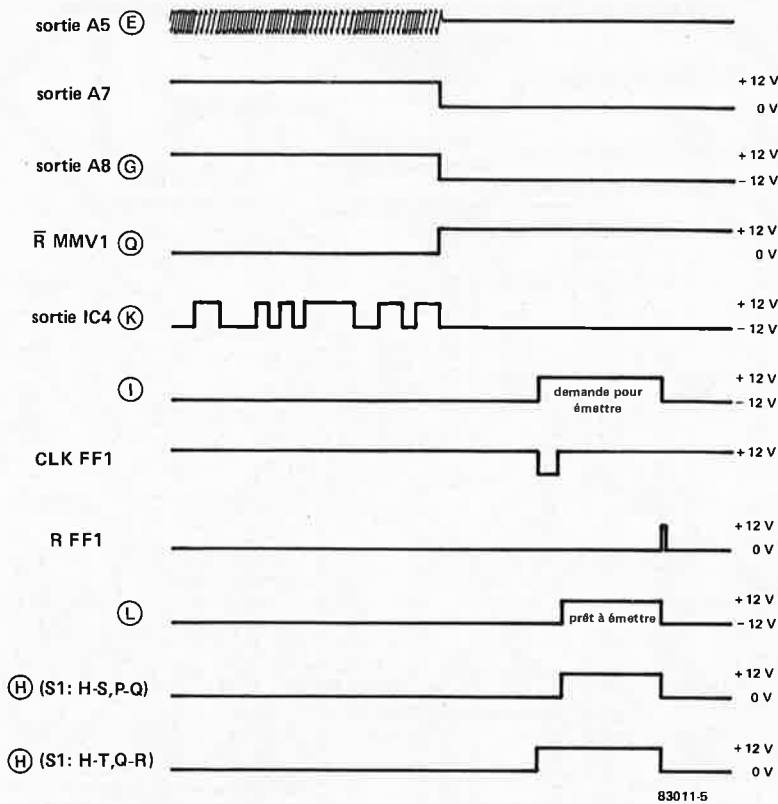 sortie A5 Ⓔ
sortie A7
+ 12 V
0 V
sortie A8 Ⓖ
+ 12 V
− 12 V
R̅ MMV1 Ⓠ
+ 12 V
0 V
sortie IC4 Ⓚ
+ 12 V
− 12 V
Ⓘ
demande pour
émettre
+ 12 V
− 12 V
CLK FF1
+ 12 V
R FF1
+ 12 V
0 V
Ⓛ
prêt à émettre
+ 12 V
− 12 V
Ⓗ (S1: H-S,P-Q)
+ 12 V
0 V
Ⓗ (S1: H-T,Q-R)
+ 12 V
0 V
83011-5